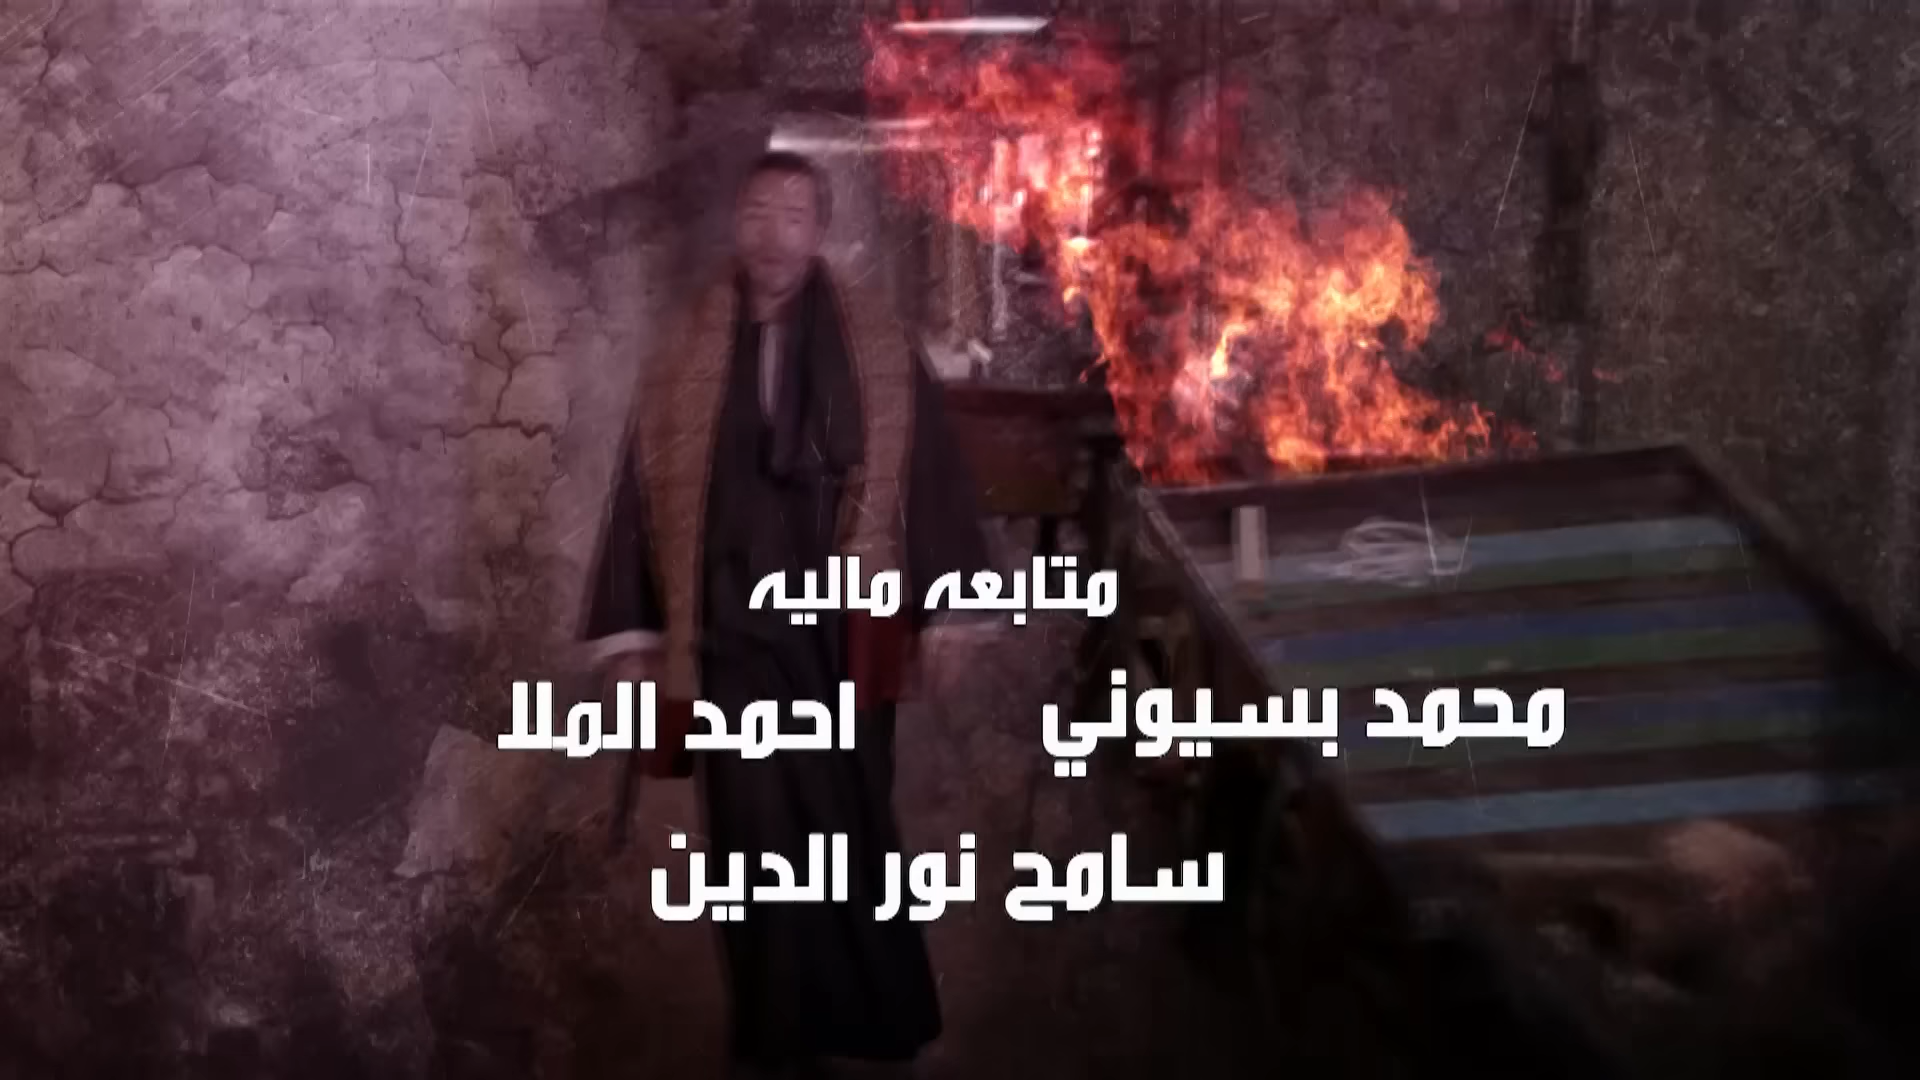 متابعه ماليه
محمد بسيوني احمد الملا
سامح نور الدين